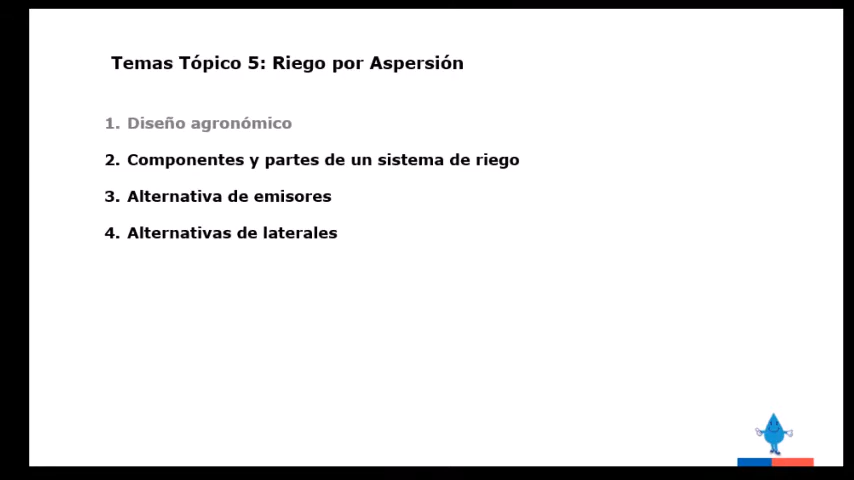 Temas Tópico 5: Riego por Aspersión
1. Diseño agronómico
2. Componentes y partes de un sistema de riego
3. Alternativa de emisores
4. Alternativas de laterales